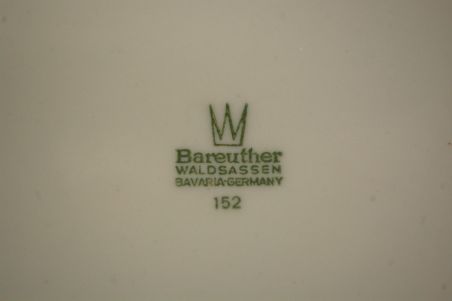 Bareuther
WALDSASSEN
BAVARIA-GERMANY
152